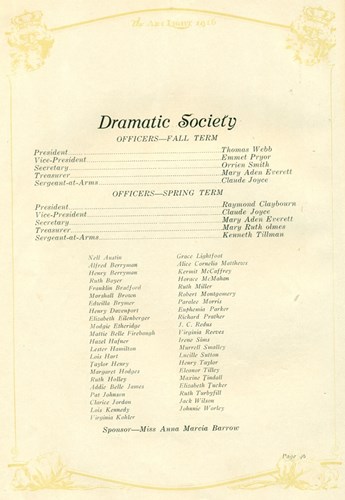 Dramatic Society
OFFICERS—FALL TERM
President Thomas Webb
Vice-President Emmet Pryor
Secretary Orrien Smith
Treasurer Mary Aden Everett
Sergeant-at-Arms Claude Joyce
OFFICERS—SPRING TERM
President Raymond Claybourn
Vice-President Claude Joyce
Secretary Mary Aden Everett
Treasurer Mary Ruth olmes
Sergeant-at-Arms Kenneth Tillman
Nell Austin
Alfred Berryman
Henry Berryman
Ruth Boyer
Franklin Bradford
Marshall Brown
Edwilla Brymer
Henry Davenport
Elizabeth Eilenberger
Madgie Etheridge
Mattie Belle Firebaugh
Hazel Hafner
Lester Hamilton
Lois Hart
Taylor Henry
Margaret Hodges
Ruth Holley
Addie Belle James
Pat Johnson
Clarice Jordan
Lois Kennedy
Virginia Kohler
Grace Lightfoot
Alice Cornelia Matthews
Kermit McCaffrey
Horace McMahan
Ruth Miller
Robert Montgomery
Paralee Morris
Euphemia Parker
Richard Prather
J. C. Redus
Virginia Reeves
Irene Sims
Murrell Smalley
Lucille Sutton
Henry Taylor
Eleanor Tilley
Maxine Tindall
Elizabeth Tucker
Ruth Turbyfill
Jack Wilson
Johnnie Worley
Sponsor—Miss Anna Marcia Barrow
Page